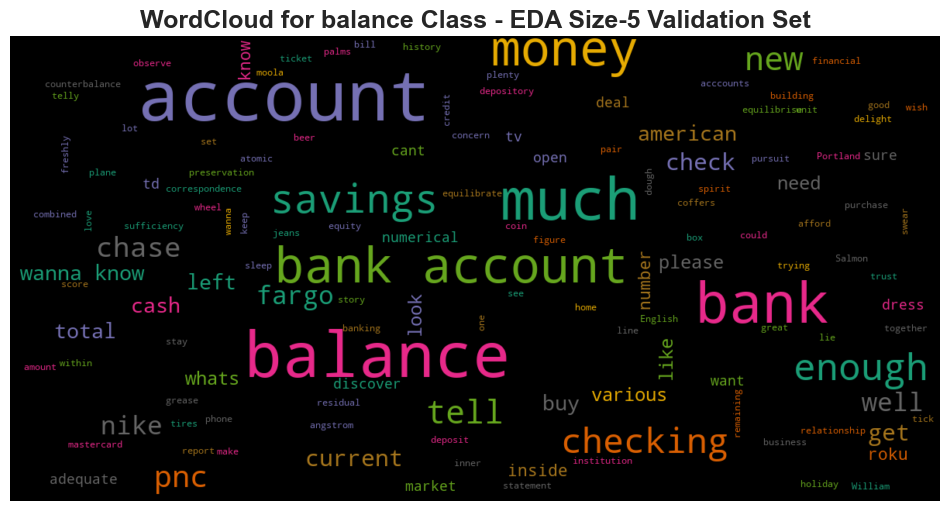 WordCloud for balance Class - EDA Size-5 Validation Set
bill
history
palms
know
ticket
money
new
financial
observe
moola
plenty
counterbalance
telly
account
depository
acccounts
building
credit
deal
equilibrise
unit
good
wish
delight
lot
set
beer
concern
tv
american
freshly
cant
pair
check
pursuit
Portland
sure
atomic
open
plane
preservation
td
correspondence
savings
equilibrate
much
dough
spirit
need
coffers
combined
love
sufficiency
wheel
wanna
keep
jeans
equity
numerical
coin
figure
box
could
afford
purchase
swear
chase
wanna know
score
sleep
bank account
left
fargo
story
see
home
number
please
trying
Salmon
trust
cash
look
banking
one
English
line
bank
dress
total
stay
balance
great
lie
together
amount
within
whats
discover
like
want
enough
grease
residual
various
nike
tires
phone
angstrom
tell
buy
remaining
well
tick
mastercard
report
make
deposit
checking
business
relationship
get
roku
adequate
pnc
current
inner
inside
institution
market
statement
holiday
William